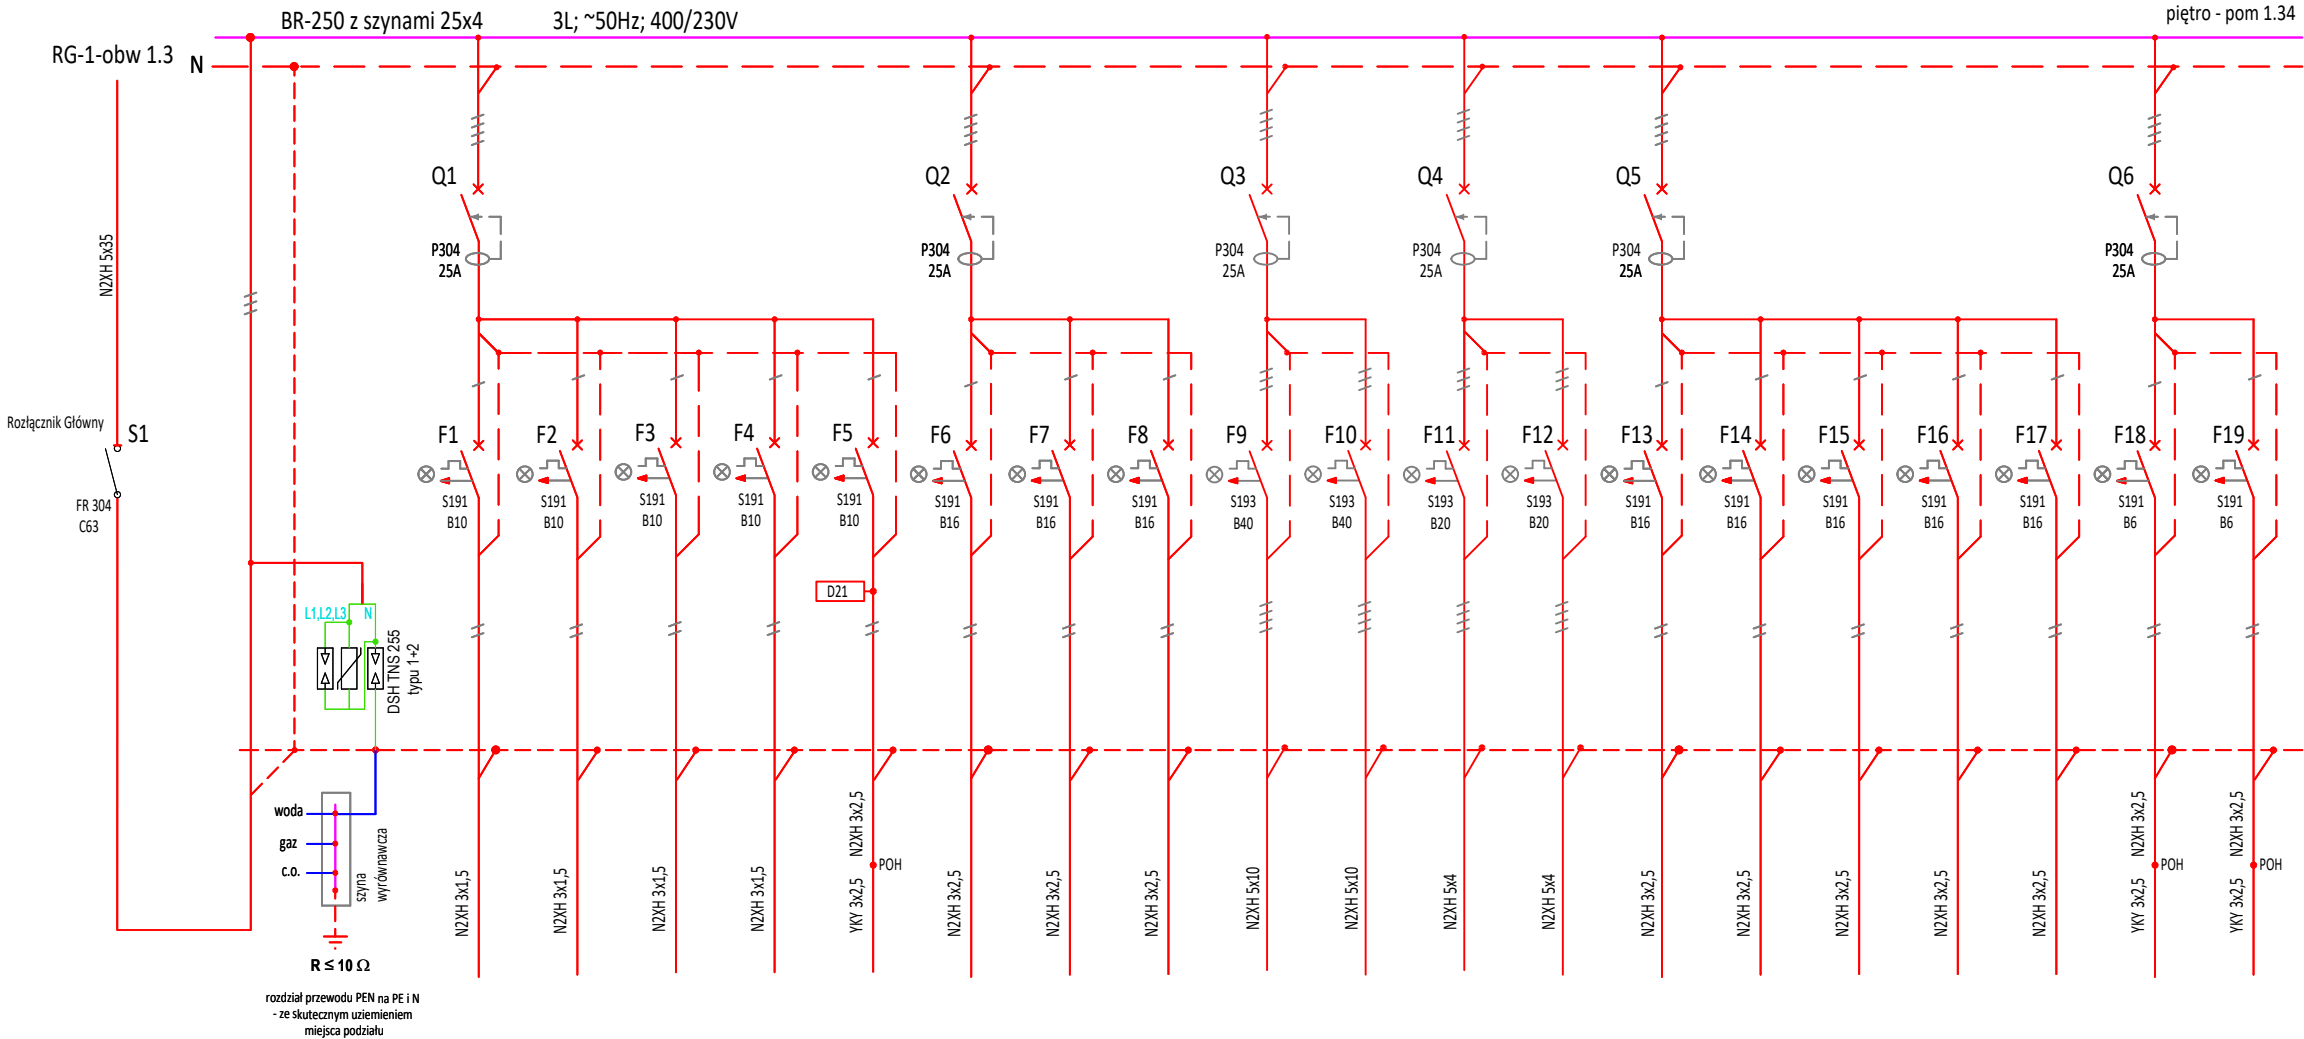 BR-250 z szynami 25x4
3L; ~50Hz; 400/230V
piętro - pom 1.34
RG-1-obw 1.3
N
Q1
Q2
Q3
Q4
Q5
Q6
P304
25A
P304
25A
P304
25A
P304
25A
P304
25A
P304
25A
N2XH 5x35
Rozłącznik Główny
S1
FR 304
C63
F1
F2
F3
F4
F5
F6
F7
F8
F9
F10
F11
F12
F13
F14
F15
F16
F17
F18
F19
S191
B10
S191
B10
S191
B10
S191
B10
S191
B10
S191
B16
S191
B16
S191
B16
S193
B40
S193
B40
S193
B20
S193
B20
S191
B16
S191
B16
S191
B16
S191
B16
S191
B16
S191
B6
S191
B6
D21
L1,L2,L3
N
DSH TNS 255
typu 1+2
woda
gaz
c.o.
szyna
wyrównawcza
R ≤ 10 Ω
rozdział przewodu PEN na PE i N
- ze skutecznym uziemieniem
miejsca podziału
N2XH 3x1,5
N2XH 3x1,5
N2XH 3x1,5
N2XH 3x1,5
N2XH 3x2,5
POH
YKY 3x2,5
N2XH 3x2,5
N2XH 3x2,5
N2XH 3x2,5
N2XH 5x10
N2XH 5x10
N2XH 5x4
N2XH 5x4
N2XH 3x2,5
N2XH 3x2,5
N2XH 3x2,5
N2XH 3x2,5
N2XH 3x2,5
N2XH 3x2,5
POH
YKY 3x2,5
N2XH 3x2,5
POH
YKY 3x2,5